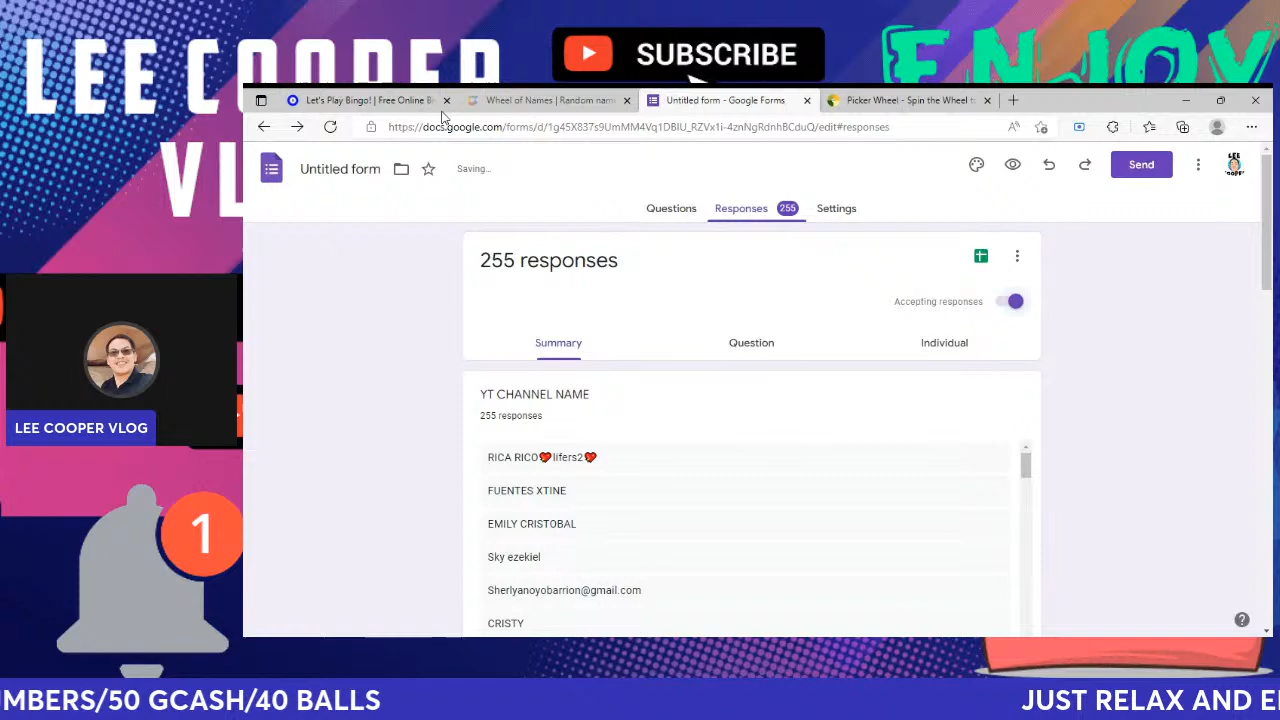 LEE COOPER
VL
SUBSCRIBE
ENJOY
Let's Play Bingo! | Free Online B
Wheel of Names | Random nam
Untitled form - Google Forms
Picker Wheel - Spin the Wheel t
https://docs.google.com/forms/d/1g45X837s9UmMM4Vq1DBIU_RZVx1i-4znNgRdnhBCduQ/edit#responses
Untitled form
Saving...
Send
LEE
COOPER
Questions
Responses 255
Settings
255 responses
Accepting responses
Summary
Question
Individual
YT CHANNEL NAME
255 responses
RICA RICO❤lifers2❤
FUENTES XTINE
EMILY CRISTOBAL
Sky ezekiel
Sherlyanoyobarrion@gmail.com
CRISTY
LEE COOPER VLOG
1
UMBERS/50 GCASH/40 BALLS
JUST RELAX AND E